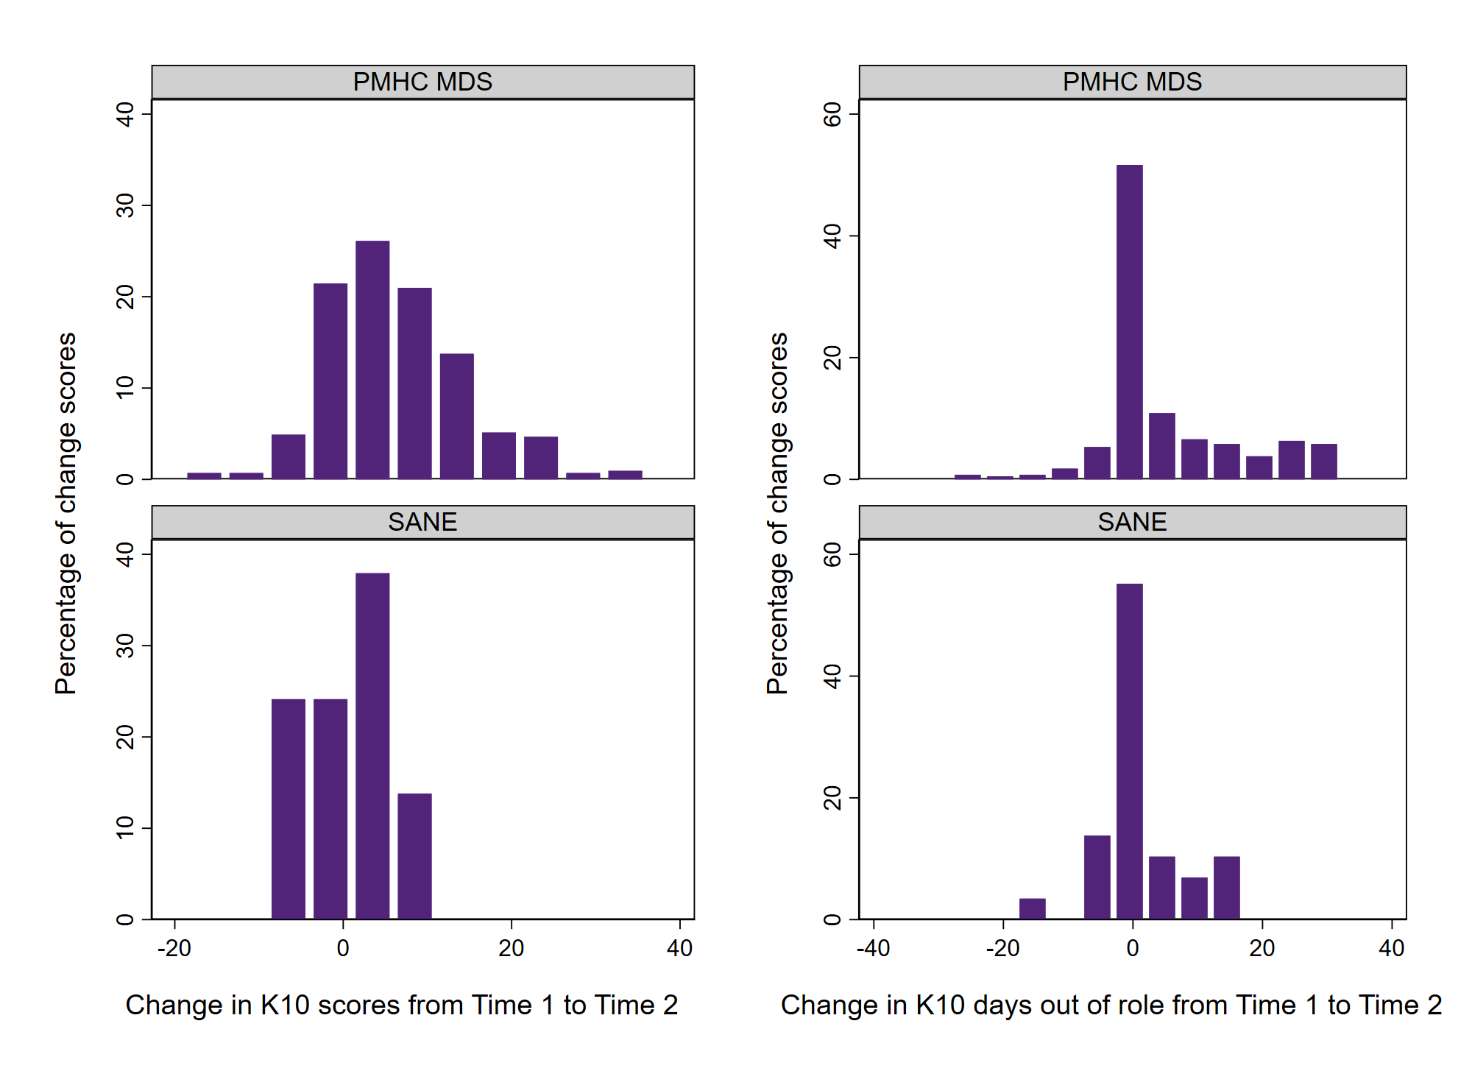 PMHC MDS
40
30
20
10
0
SANE
40
30
20
10
0
-20 0 20 40
Percentage of change scores
Change in K10 scores from Time 1 to Time 2
PMHC MDS
60
40
20
0
SANE
60
40
20
0
-40 -20 0 20 40
Percentage of change scores
Change in K10 days out of role from Time 1 to Time 2